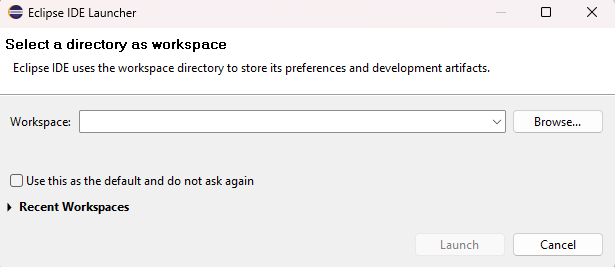 Eclipse IDE Launcher
Select a directory as workspace
Eclipse IDE uses the workspace directory to store its preferences and development artifacts.
Workspace: Browse...
Use this as the default and do not ask again
Recent Workspaces
Launch Cancel